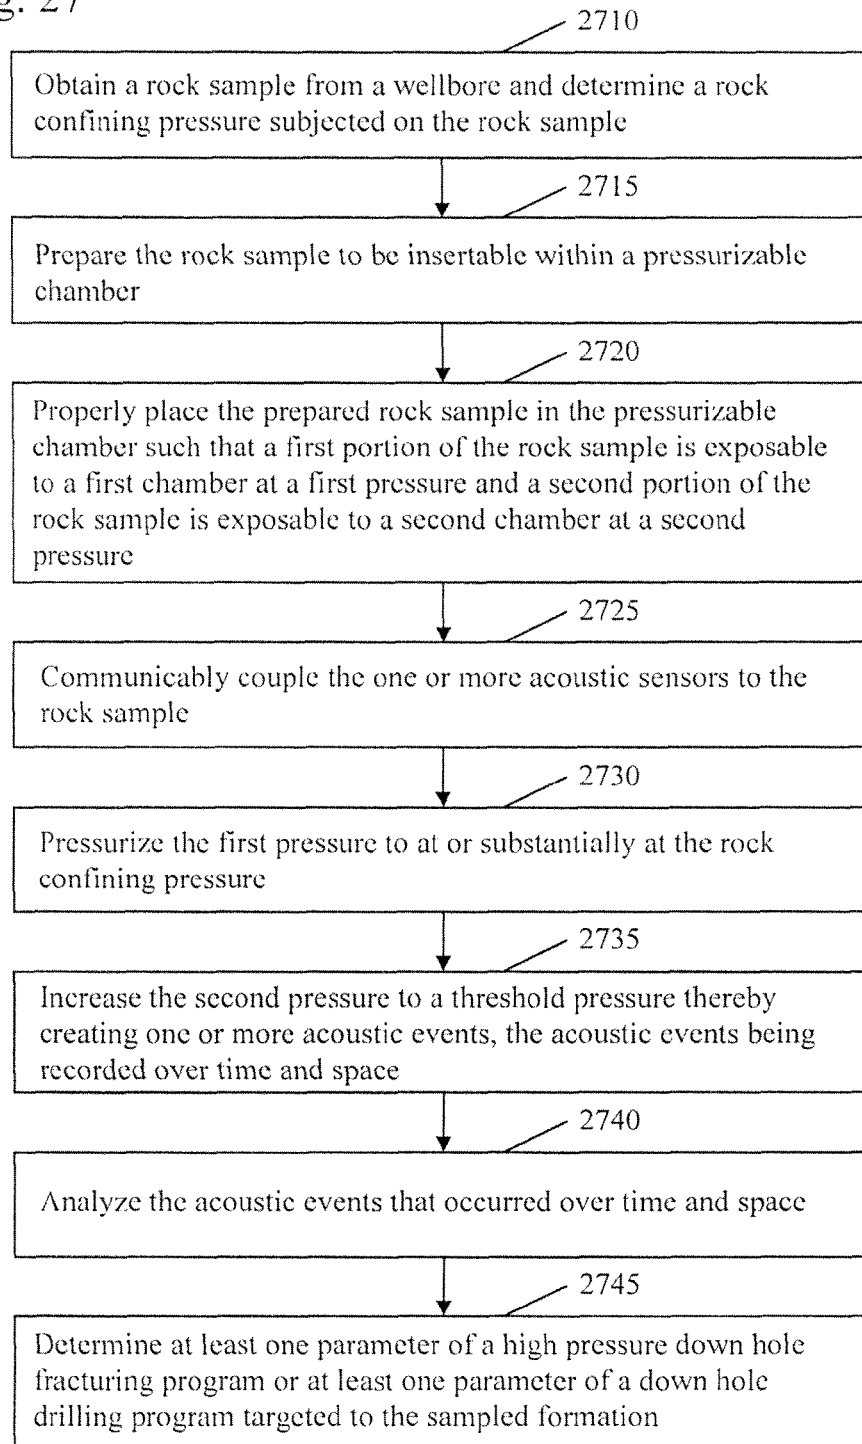 g. 27
2710
Obtain a rock sample from a wellbore and determine a rock
confining pressure subjected on the rock sample
2715
Prepare the rock sample to be insertable within a pressurizable
chamber
2720
Properly place the prepared rock sample in the pressurizable
chamber such that a first portion of the rock sample is exposable
to a first chamber at a first pressure and a second portion of the
rock sample is exposable to a second chamber at a second
pressure
2725
Communicably couple the one or more acoustic sensors to the
rock sample
2730
Pressurize the first pressure to at or substantially at the rock
confining pressure
2735
Increase the second pressure to a threshold pressure thereby
creating one or more acoustic events, the acoustic events being
recorded over time and space
2740
Analyze the acoustic events that occurred over time and space
2745
Determine at least one parameter of a high pressure down hole
fracturing program or at least one parameter of a down hole
drilling program targeted to the sampled formation